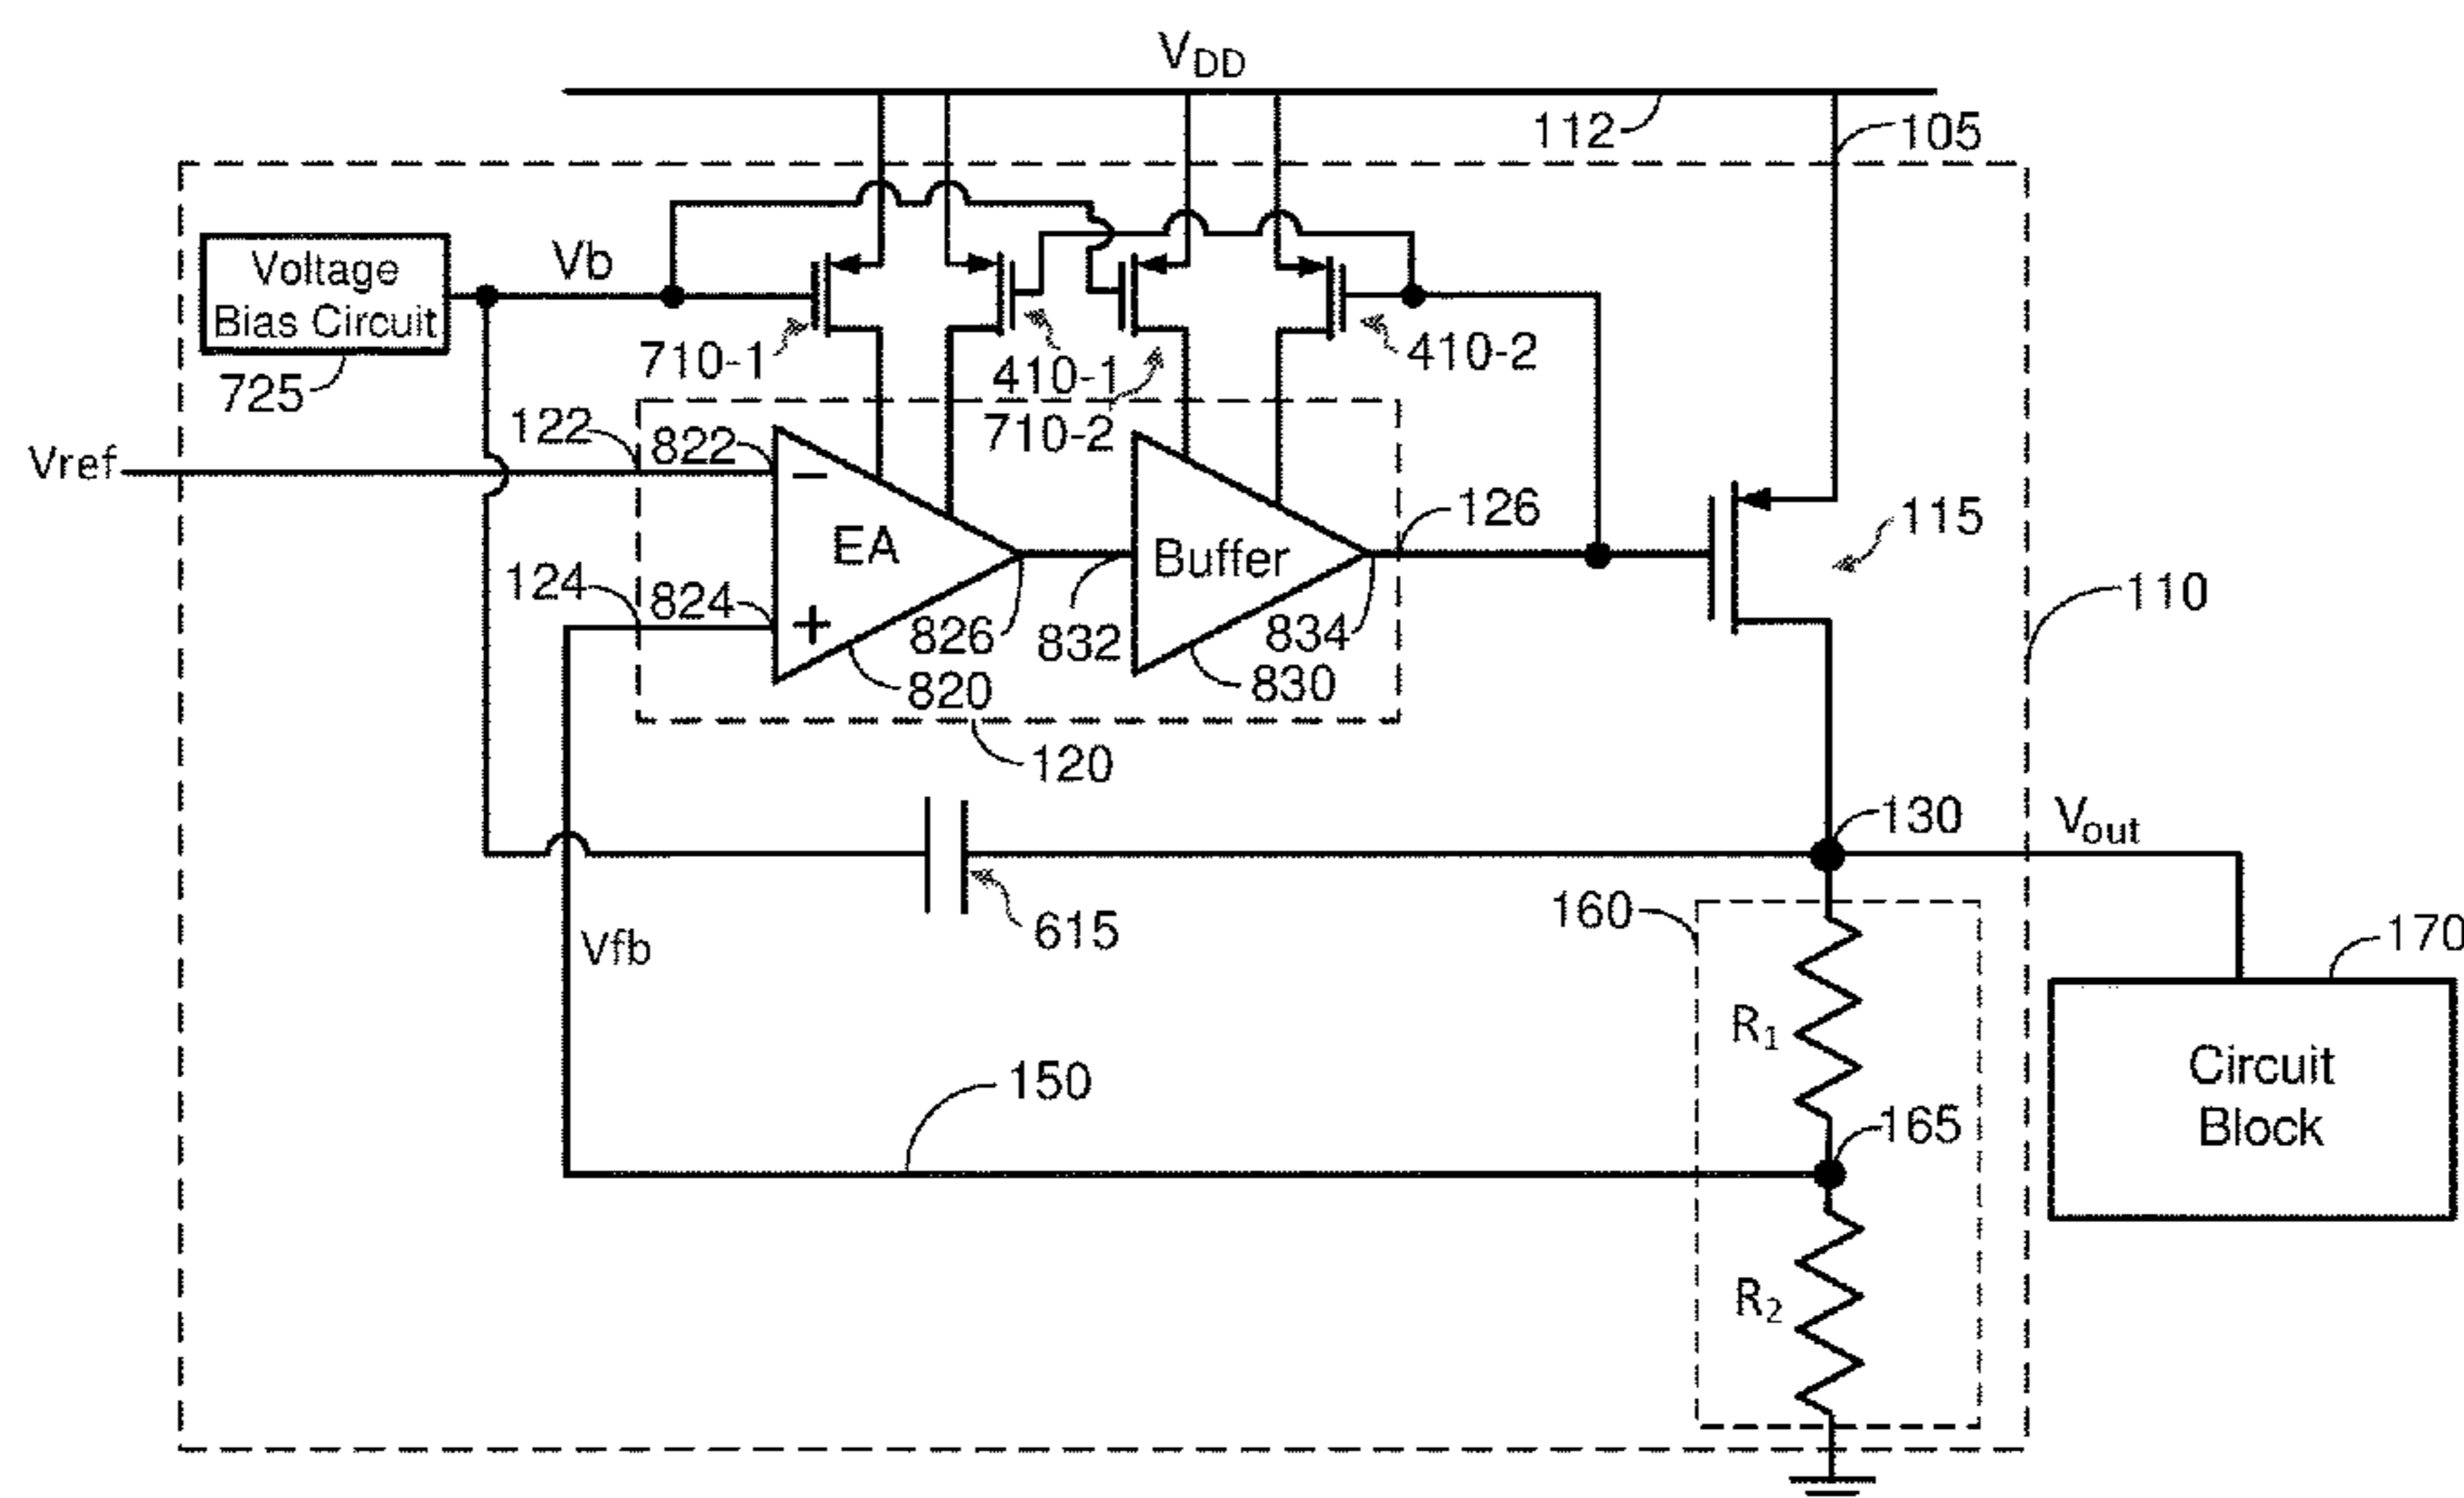 VDD
112
105
Voltage
Bias Circuit
Vb
725
710-1
410-1
710-2
410-2
Vref
122
822
−
EA
124
824
+
826
820
832
Buffer
834
830
126
115
110
120
130
Vout
615
160
Vfb
R1
170
Circuit
Block
150
165
R2